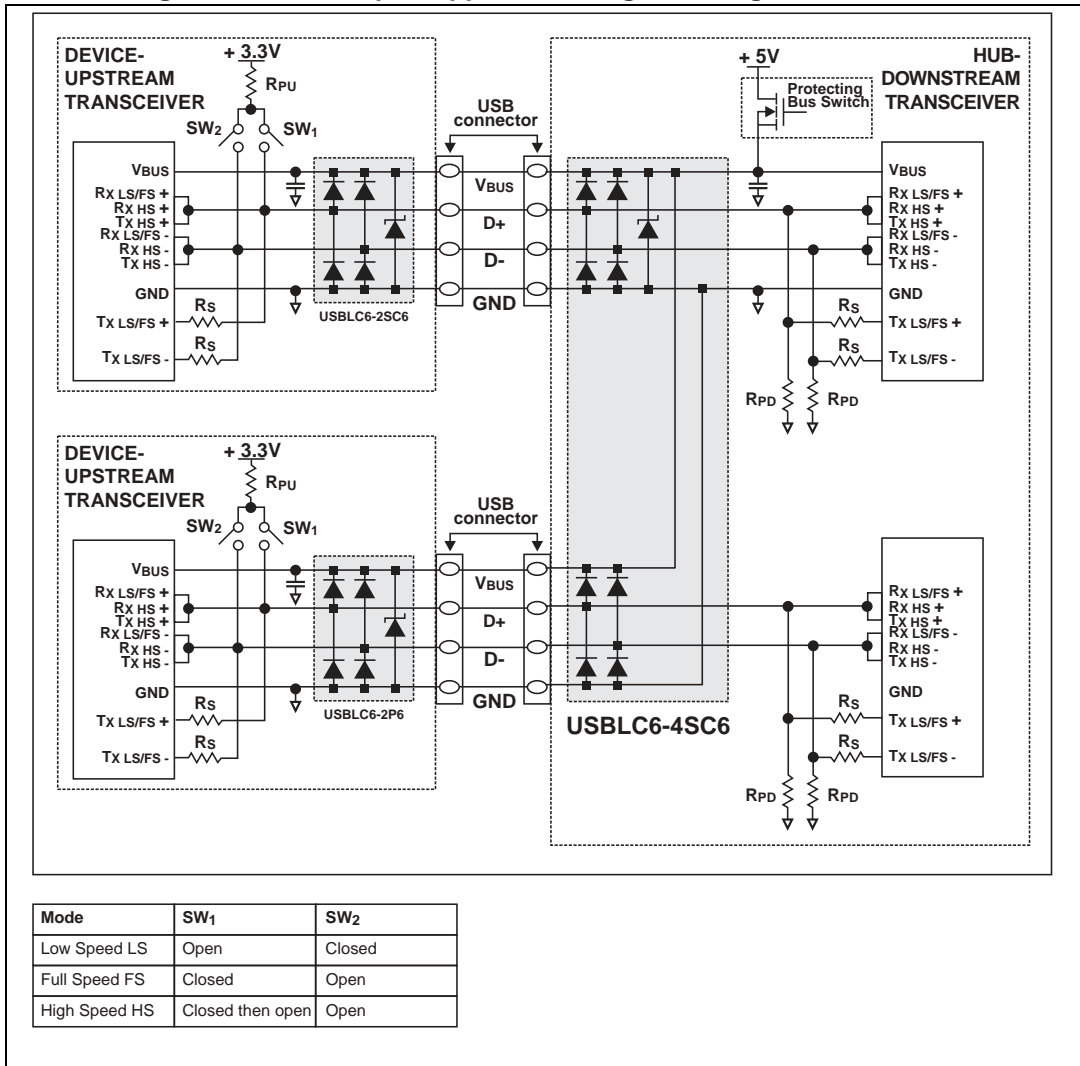 DEVICE-
UPSTREAM
TRANSCEIVER
+ 3.3V
RPU
SW2
SW1
VBUS
RX LS/FS +
RX HS +
TX HS +
RX LS/FS -
RX HS -
TX HS -
GND
TX LS/FS +
TX LS/FS -
RS
RS
USBLC6-2SC6
USB
connector
VBUS
D+
D-
GND
+ 5V
Protecting
Bus Switch
HUB-
DOWNSTREAM
TRANSCEIVER
VBUS
RX LS/FS +
RX HS +
TX HS +
RX LS/FS -
RX HS -
TX HS -
GND
TX LS/FS +
TX LS/FS -
RS
RS
RPD
RPD
DEVICE-
UPSTREAM
TRANSCEIVER
+ 3.3V
RPU
SW2
SW1
VBUS
RX LS/FS +
RX HS +
TX HS +
RX LS/FS -
RX HS -
TX HS -
GND
TX LS/FS +
TX LS/FS -
RS
RS
USBLC6-2P6
USB
connector
VBUS
D+
D-
GND
USBLC6-4SC6
RX LS/FS +
RX HS +
TX HS +
RX LS/FS -
RX HS -
TX HS -
GND
TX LS/FS +
TX LS/FS -
RS
RS
RPD
RPD
Mode SW1 SW2
Low Speed LS Open Closed
Full Speed FS Closed Open
High Speed HS Closed then open Open